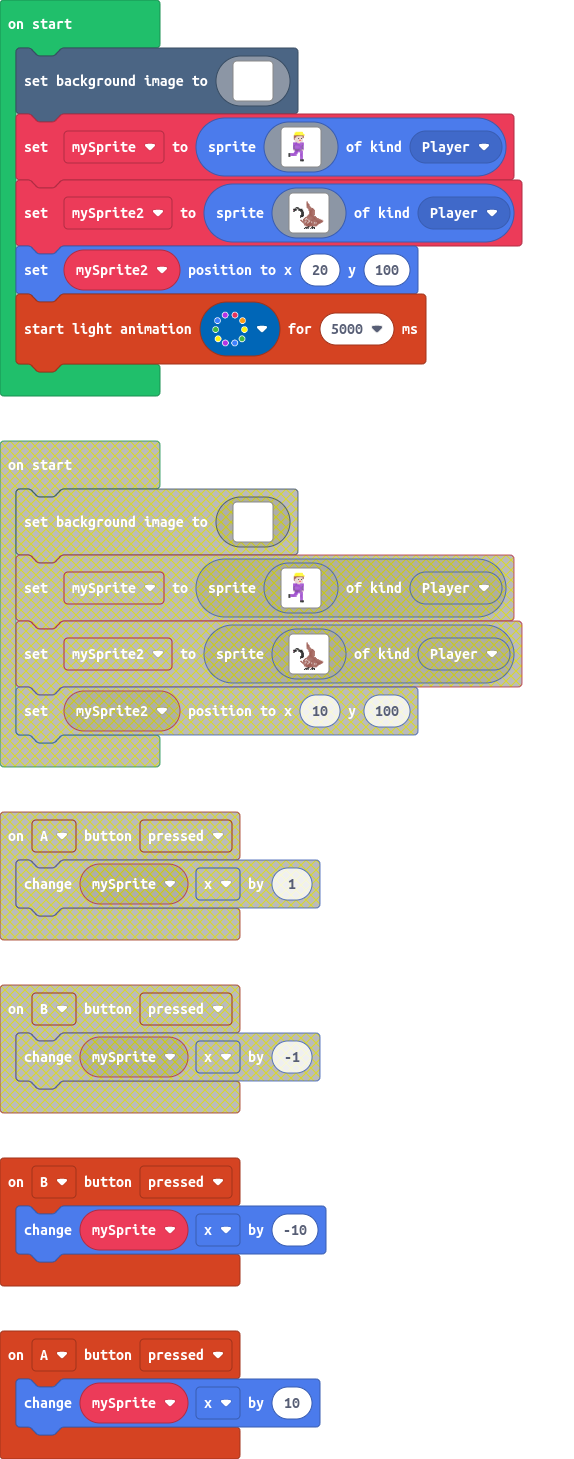 on start
set background image to
set mySprite to sprite of kind Player
set mySprite2 to sprite of kind Player
set mySprite2 position to x 20 y 100
start light animation for 5000 ms
on start
set background image to
set mySprite to sprite of kind Player
set mySprite2 to sprite of kind Player
set mySprite2 position to x 10 y 100
on A button pressed
change mySprite x by 1
on B button pressed
change mySprite x by -1
on B button pressed
change mySprite x by -10
on A button pressed
change mySprite x by 10